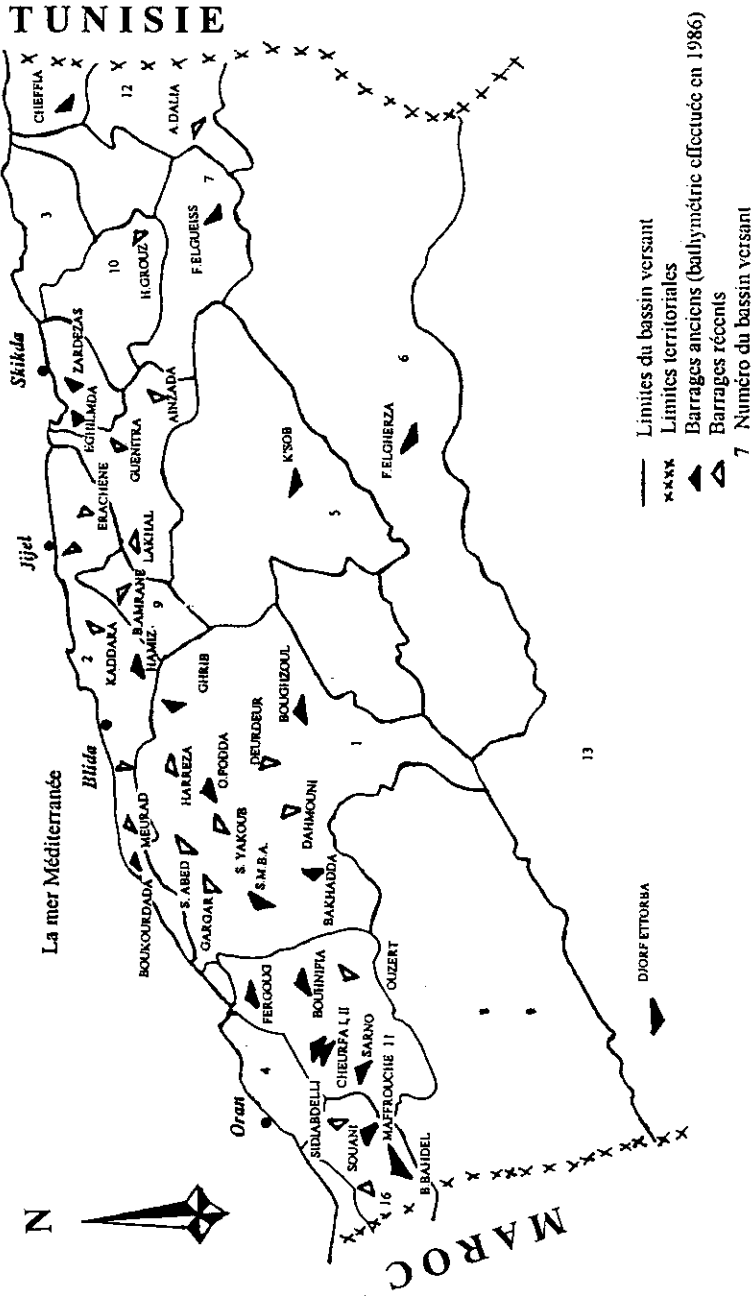 N
La mer Méditerranée
TUNISIE
MAROC
Oran
Blida
Jijel
Skikda
CHEFFIA
12
A.DALIA
3
10
H.GROUZ
7
F.ELGUEISS
ZARDEZAS
GUENITRA
AINZADA
ERACHENE
LAKHAL
K'SOB
5
6
F.ELGHERZA
2
KADDARA
B.AMRANE
HAMIZ
9
GHRIB
BOUGHZOUL
MEURAD
BOUKOURDADA
HARREZA
O.FODDA
DEURDEUR
S. ABED
S. YAKOUB
GARGAR
S.M.B.A.
DAHMOUNI
BAKHADDA
1
13
FERGOUG
BOUHNIFIA
OUZERT
CHEURFA I, II
SARNO
4
SIDIABDELLI
SOUANI
MAFFROUCHE 11
B.BAHDEL
16
DJORF ETTORBA
Limites du bassin versant
xxxx Limites territoriales
Barrages anciens (bathymétric effectuée en 1986)
Barrages récents
7 Numéro du bassin versant